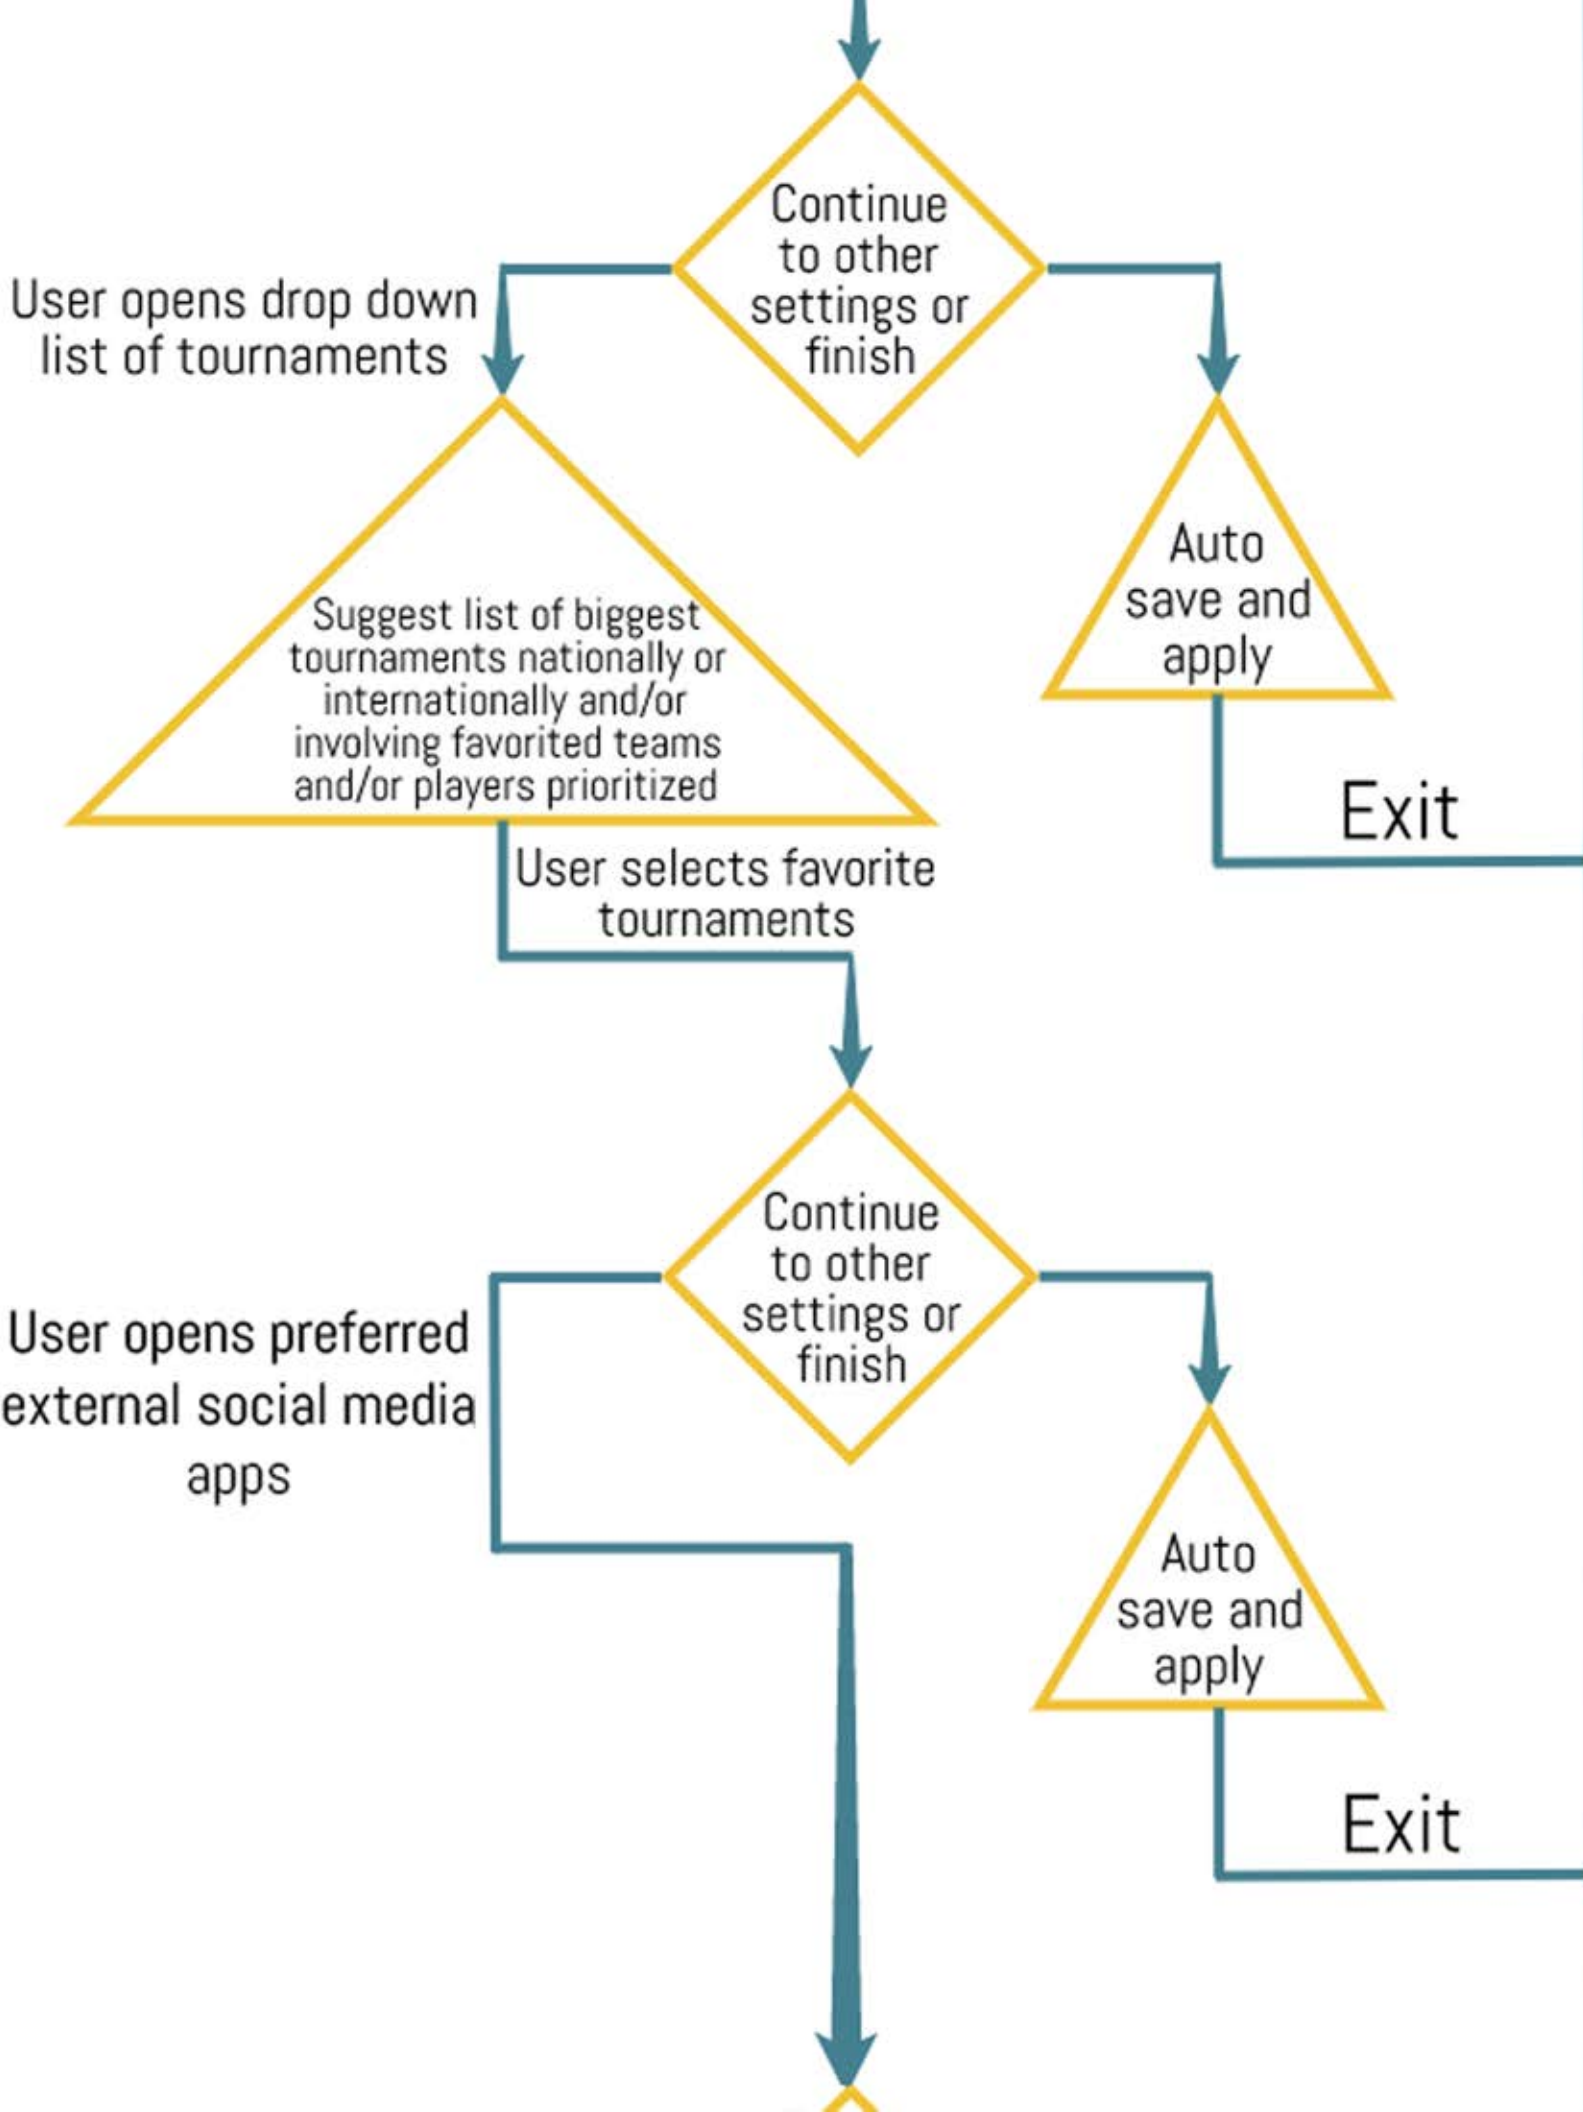 Continue
to other
settings or
finish
User opens drop down
list of tournaments
Suggest list of biggest
tournaments nationally or
internationally and/or
involving favorited teams
and/or players prioritized
Auto
save and
apply
Exit
User selects favorite
tournaments
Continue
to other
settings or
finish
User opens preferred
external social media
apps
Auto
save and
apply
Exit